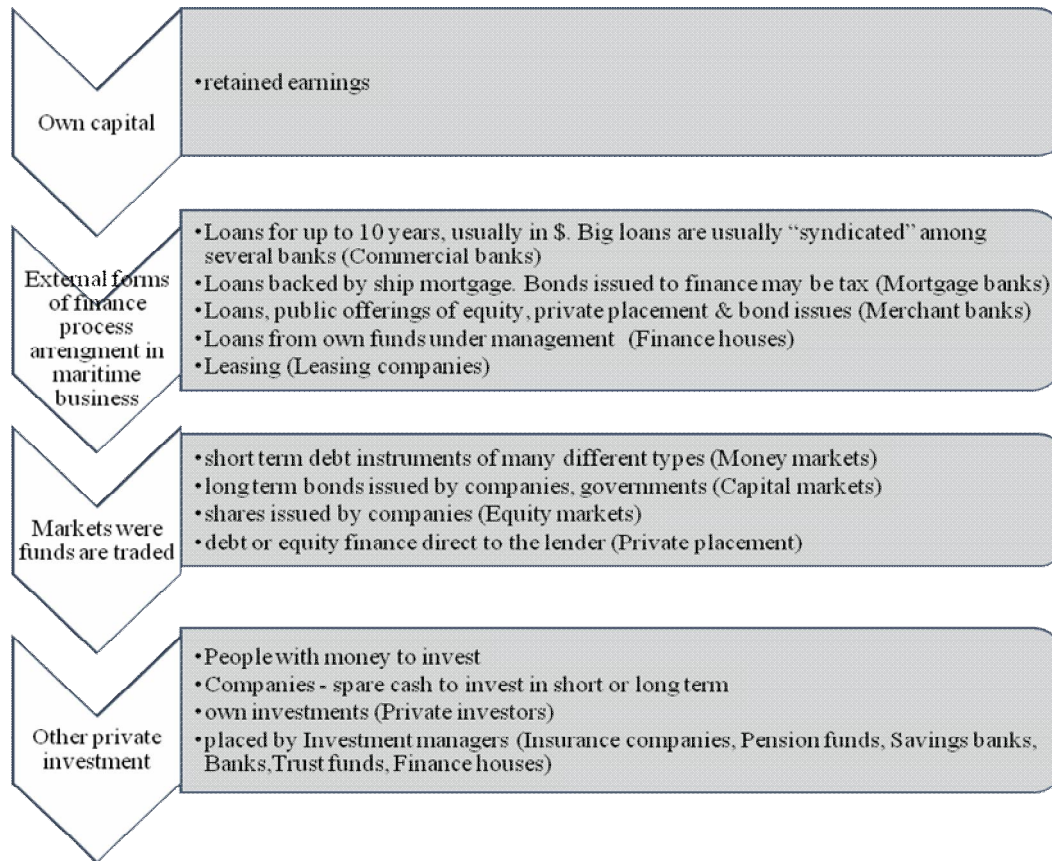 Own capital
•retained earnings
External forms
of finance
process
arrengment in
maritime
business
•Loans for up to 10 years, usually in $. Big loans are usually “syndicated” among
several banks (Commercial banks)
•Loans backed by ship mortgage. Bonds issued to finance may be tax (Mortgage banks)
•Loans, public offerings of equity, private placement & bond issues (Merchant banks)
•Loans from own funds under management (Finance houses)
•Leasing (Leasing companies)
Markets were
funds are traded
•short term debt instruments of many different types (Money markets)
•long term bonds issued by companies, governments (Capital markets)
•shares issued by companies (Equity markets)
•debt or equity finance direct to the lender (Private placement)
Other private
investment
•People with money to invest
•Companies - spare cash to invest in short or long term
•own investments (Private investors)
•placed by Investment managers (Insurance companies, Pension funds, Savings banks,
Banks,Trust funds, Finance houses)